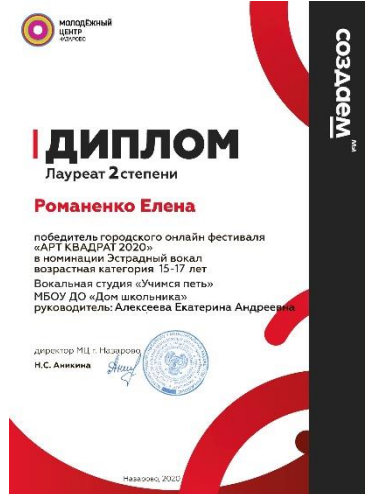 МОЛОДЁЖНЫЙ
ЦЕНТР
НАЗАРОВО
создаем
мы
ДИПЛОМ
Лауреат 2 степени
Романенко Елена
победитель городского онлайн фестиваля
«АРТ КВАДРАТ 2020»
в номинации Эстрадный вокал
возрастная категория 15-17 лет
Вокальная студия «Учимся петь»
МБОУ ДО «Дом школьника»
руководитель: Алексеева Екатерина Андреевна
директор МЦ г. Назарово
Н.С. Аникина
Назарово, 2020